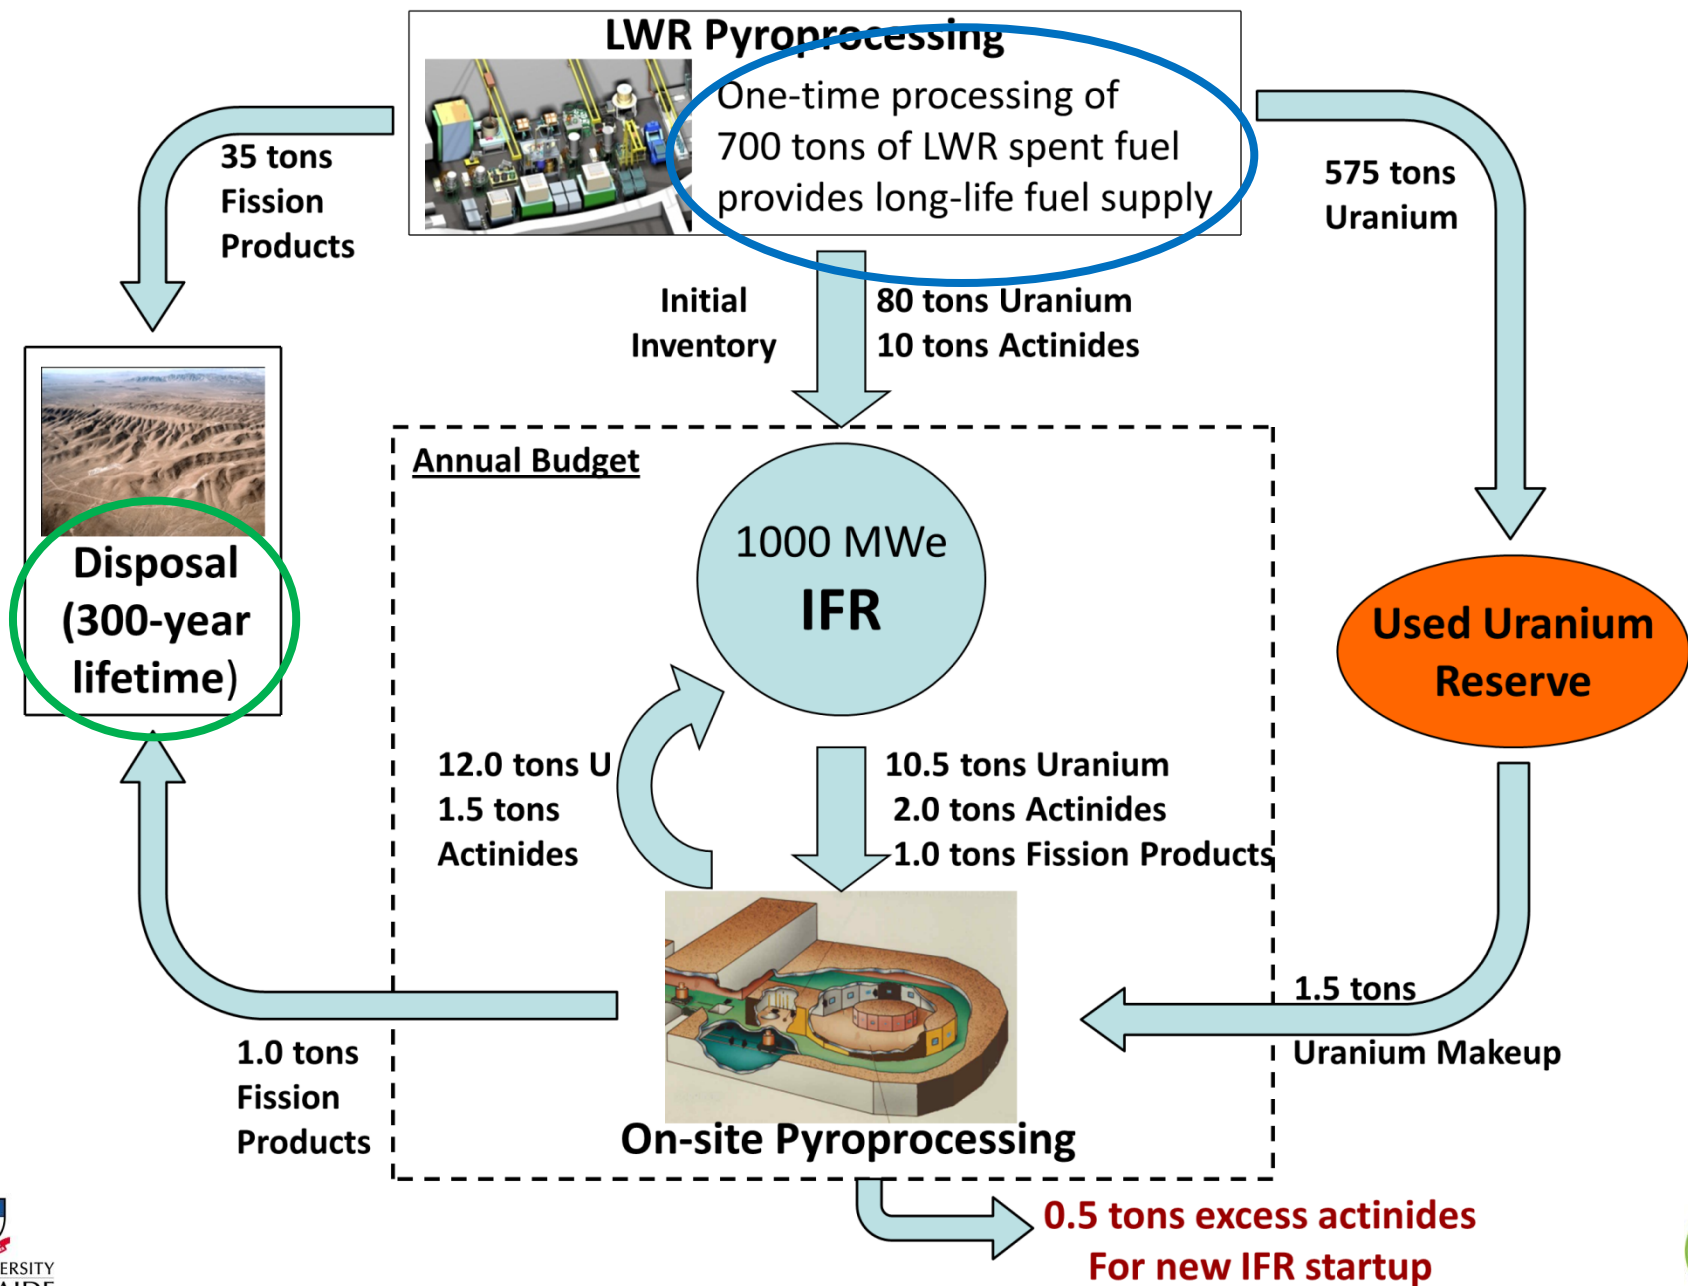 LWR Pyroprocessing
One-time processing of
700 tons of LWR spent fuel
provides long-life fuel supply
35 tons
Fission
Products
575 tons
Uranium
Initial
Inventory
80 tons Uranium
10 tons Actinides
Annual Budget
1000 MWe
IFR
Disposal
(300-year
lifetime)
Used Uranium
Reserve
12.0 tons U
1.5 tons
Actinides
10.5 tons Uranium
2.0 tons Actinides
1.0 tons Fission Products
1.5 tons
Uranium Makeup
1.0 tons
Fission
Products
On-site Pyroprocessing
0.5 tons excess actinides
For new IFR startup